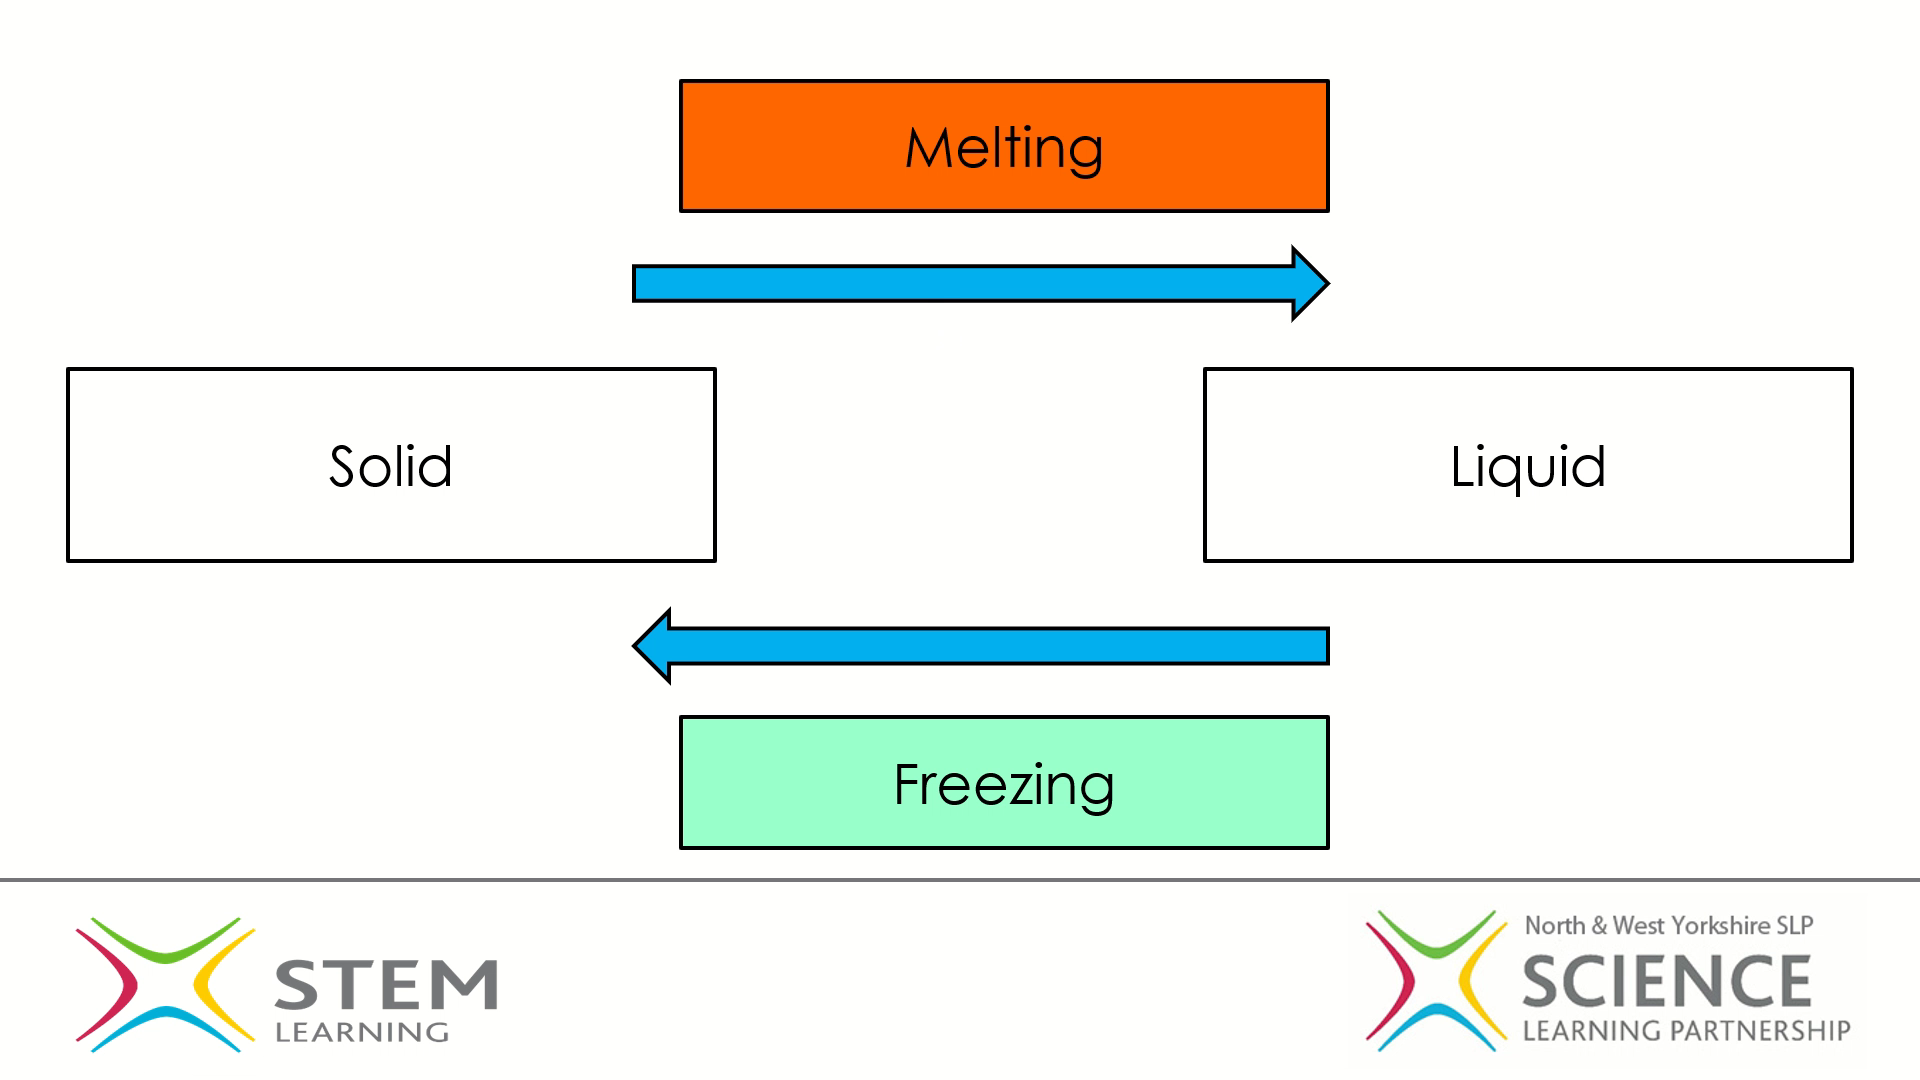 Melting
Solid
Liquid
Freezing
STEM
LEARNING
North & West Yorkshire SLP
SCIENCE
LEARNING PARTNERSHIP